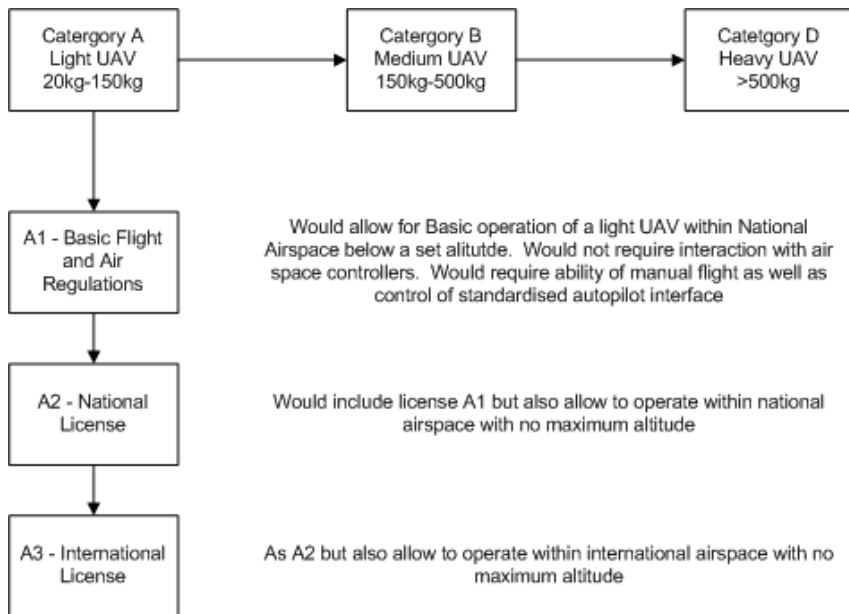 Catergory A
Light UAV
20kg-150kg
Catergory B
Medium UAV
150kg-500kg
Catetgory D
Heavy UAV
>500kg
A1 - Basic Flight
and Air
Regulations
Would allow for Basic operation of a light UAV within National
Airspace below a set alitutde.  Would not require interaction with air
space controllers.  Would require ability of manual flight as well as
control of standardised autopilot interface
A2 - National
License
Would include license A1 but also allow to operate within national
airspace with no maximum altitude
A3 - International
License
As A2 but also allow to operate within international airspace with no
maximum altitude